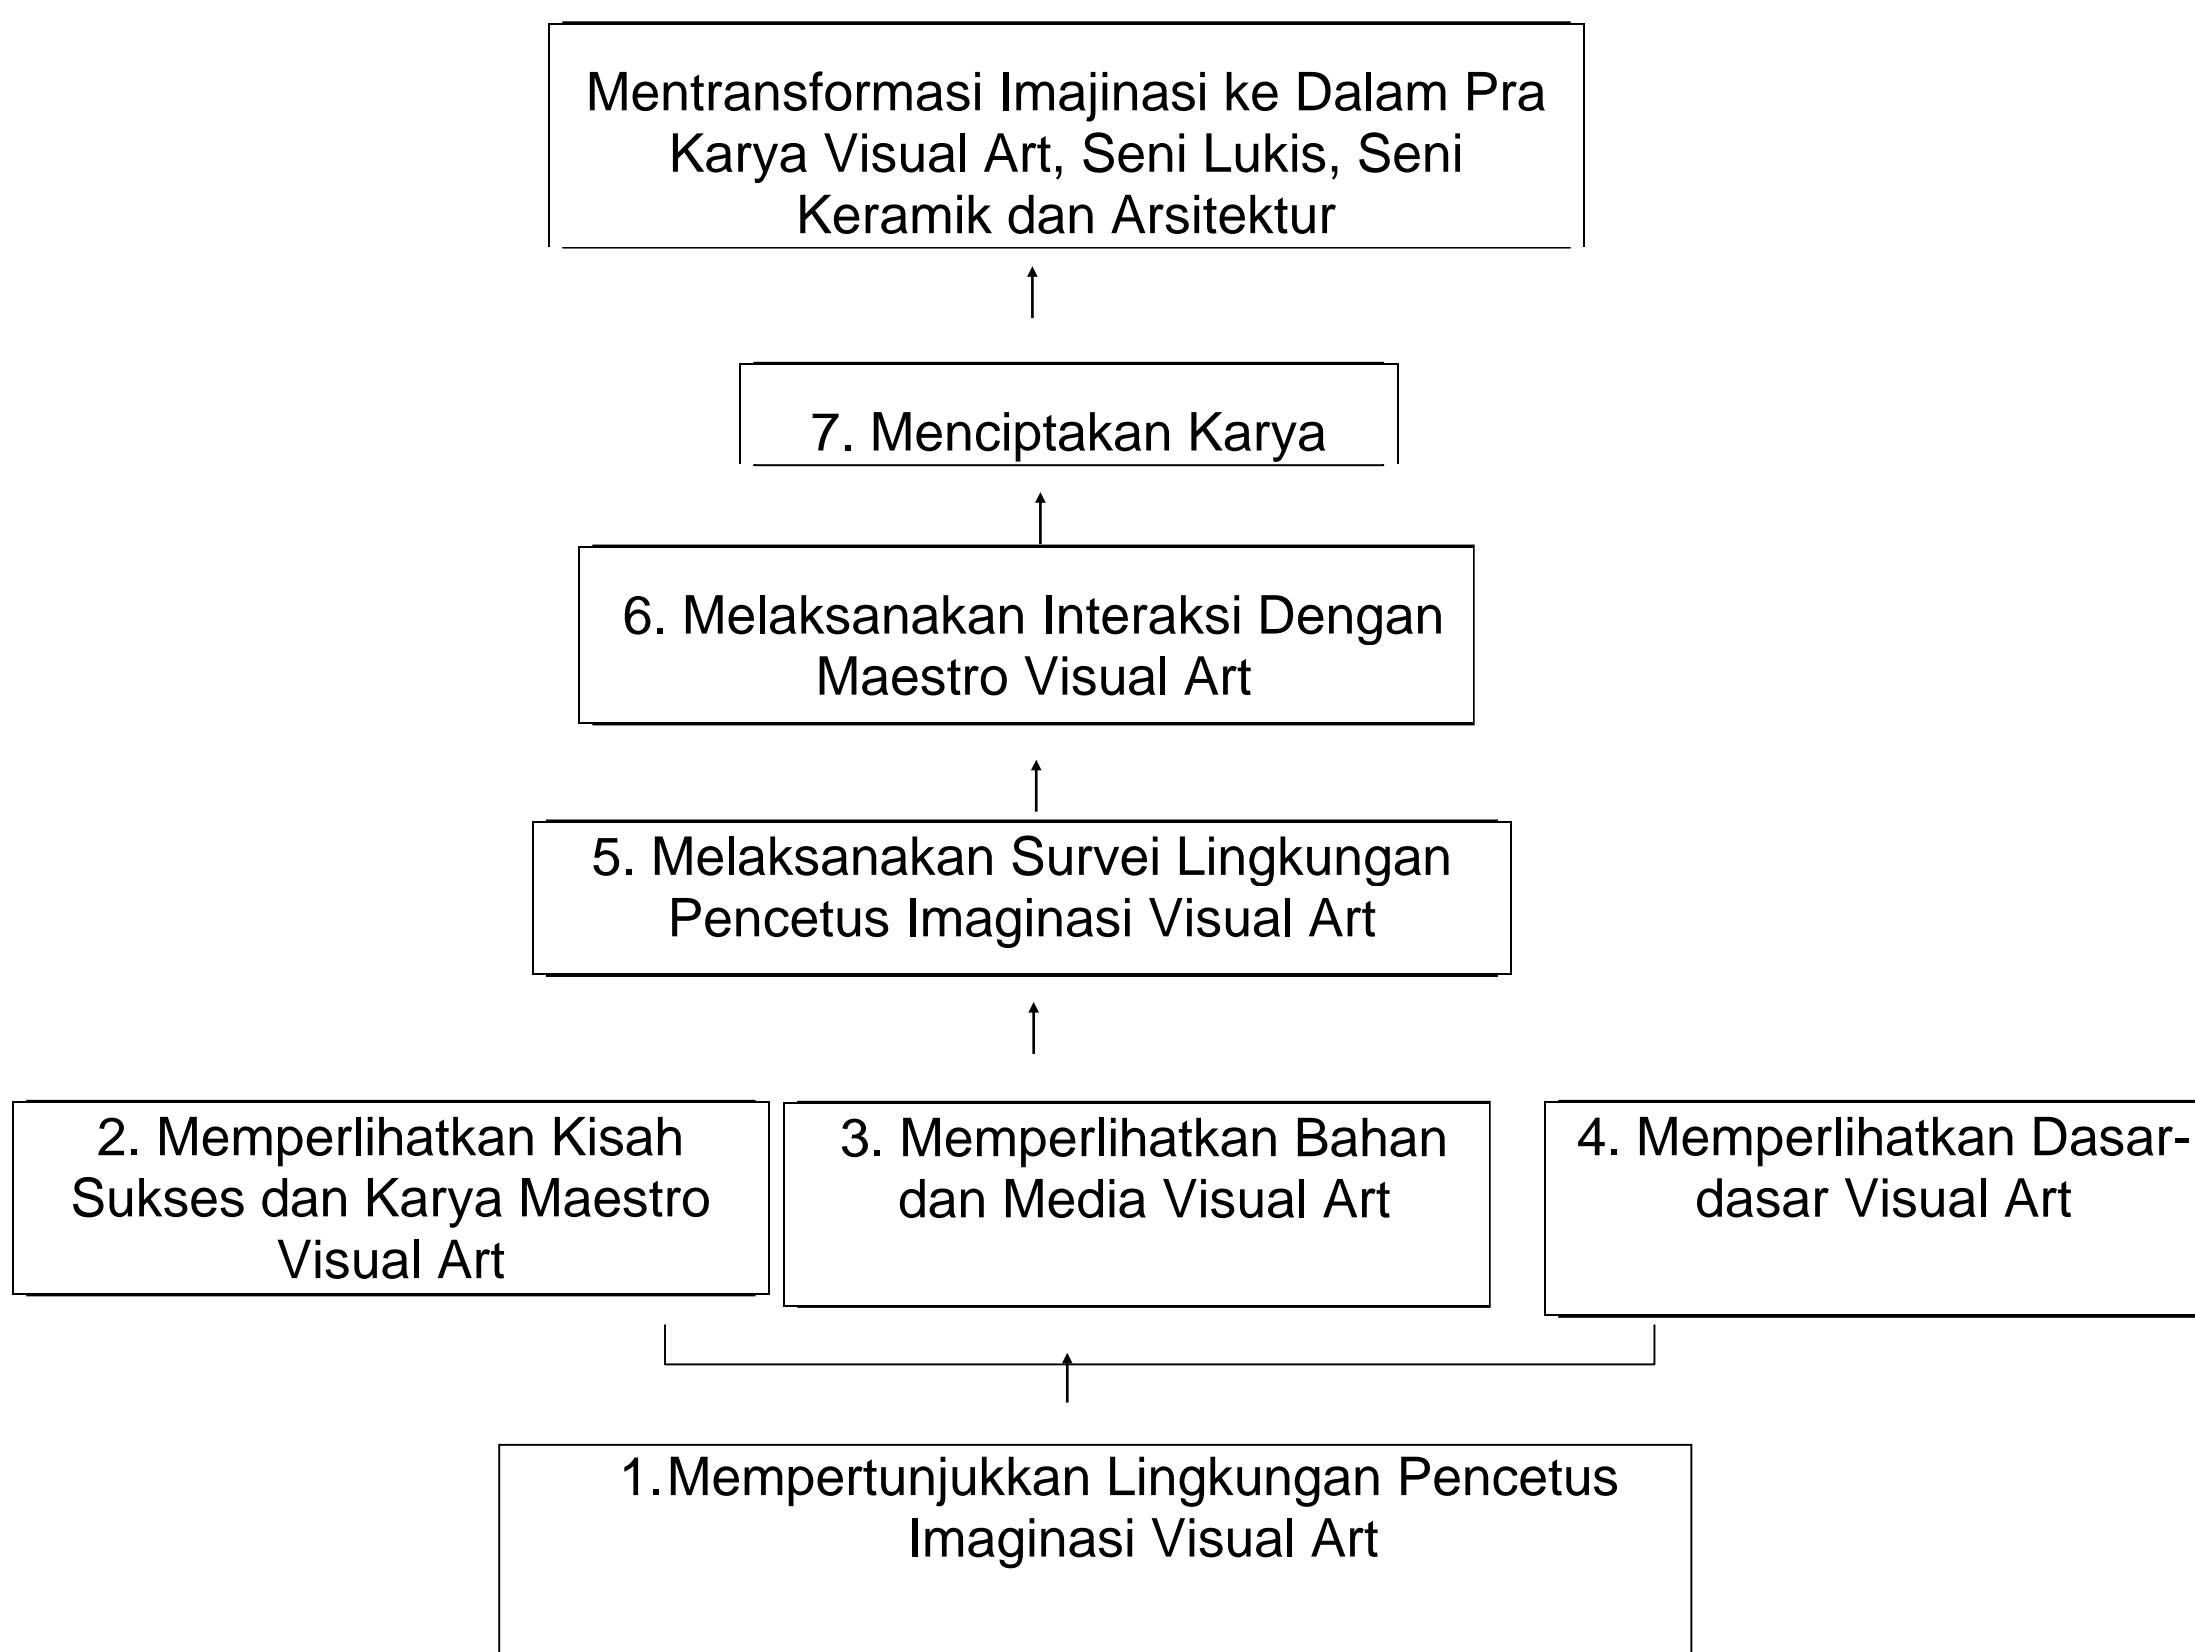 Mentransformasi Imajinasi ke Dalam Pra
Karya Visual Art, Seni Lukis, Seni
Keramik dan Arsitektur
7. Menciptakan Karya
6. Melaksanakan Interaksi Dengan
Maestro Visual Art
5. Melaksanakan Survei Lingkungan
Pencetus Imaginasi Visual Art
2. Memperlihatkan Kisah
Sukses dan Karya Maestro
Visual Art
3. Memperlihatkan Bahan
dan Media Visual Art
4. Memperlihatkan Dasar-
dasar Visual Art
1.Mempertunjukkan Lingkungan Pencetus
Imaginasi Visual Art